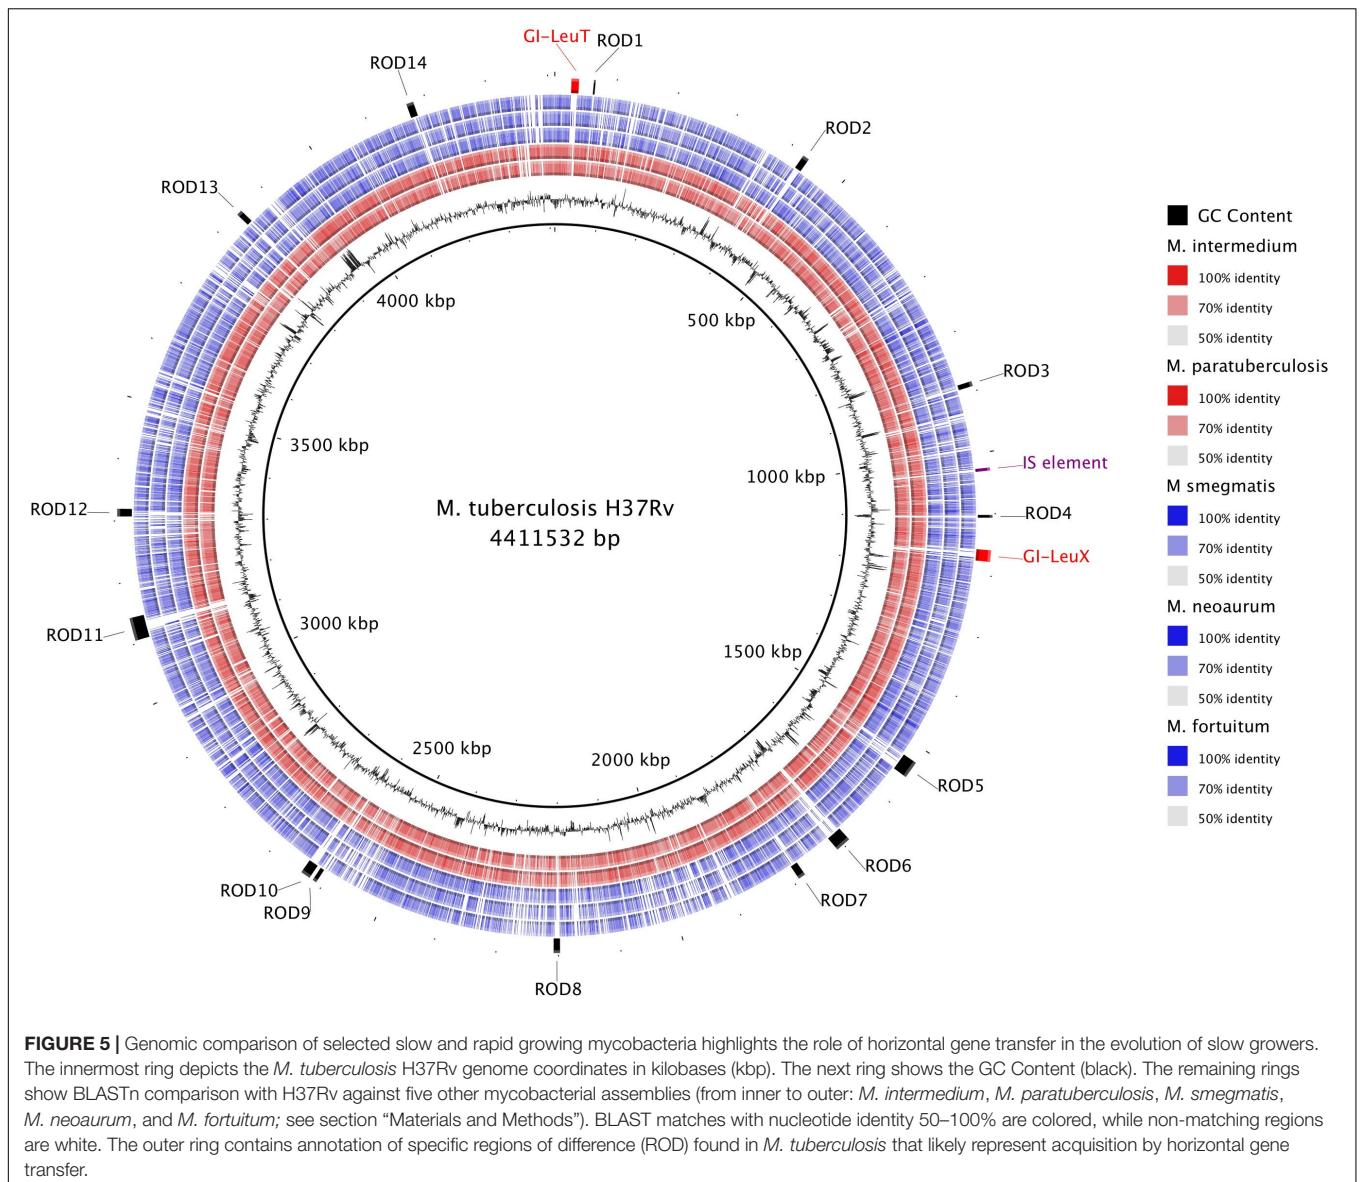 GI-LeuT
ROD1
ROD14
ROD2
ROD13
ROD3
IS element
ROD4
GI-LeuX
ROD12
ROD11
ROD5
ROD6
ROD7
ROD10
ROD9
ROD8
4000 kbp
500 kbp
3500 kbp
1000 kbp
M. tuberculosis H37Rv
4411532 bp
3000 kbp
1500 kbp
2500 kbp
2000 kbp
GC Content
M. intermedium
100% identity
70% identity
50% identity
M. paratuberculosis
100% identity
70% identity
50% identity
M smegmatis
100% identity
70% identity
50% identity
M. neoaurum
100% identity
70% identity
50% identity
M. fortuitum
100% identity
70% identity
50% identity
FIGURE 5 | Genomic comparison of selected slow and rapid growing mycobacteria highlights the role of horizontal gene transfer in the evolution of slow growers.
The innermost ring depicts the M. tuberculosis H37Rv genome coordinates in kilobases (kbp). The next ring shows the GC Content (black). The remaining rings
show BLASTn comparison with H37Rv against five other mycobacterial assemblies (from inner to outer: M. intermedium, M. paratuberculosis, M. smegmatis,
M. neoaurum, and M. fortuitum; see section “Materials and Methods”). BLAST matches with nucleotide identity 50–100% are colored, while non-matching regions
are white. The outer ring contains annotation of specific regions of difference (ROD) found in M. tuberculosis that likely represent acquisition by horizontal gene
transfer.